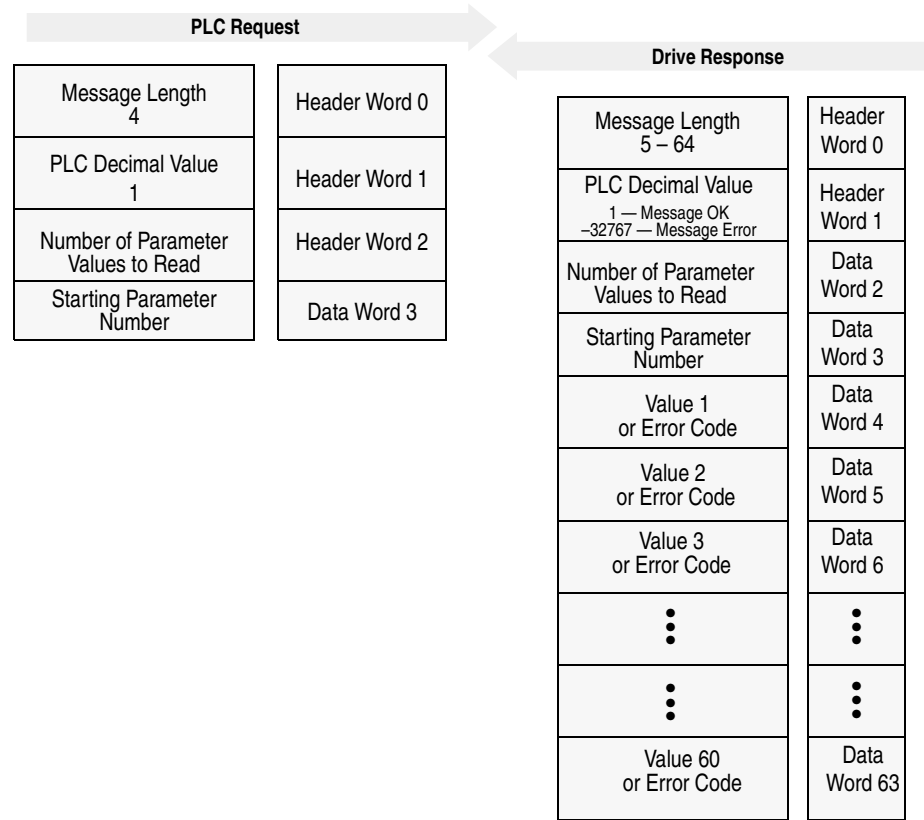 PLC Request
Message Length
4
Header Word 0
PLC Decimal Value
1
Header Word 1
Number of Parameter
Values to Read
Header Word 2
Starting Parameter
Number
Data Word 3
Drive Response
Message Length
5 – 64
Header
Word 0
PLC Decimal Value
1 — Message OK
–32767 — Message Error
Header
Word 1
Number of Parameter
Values to Read
Data
Word 2
Starting Parameter
Number
Data
Word 3
Value 1
or Error Code
Data
Word 4
Value 2
or Error Code
Data
Word 5
Value 3
or Error Code
Data
Word 6
Value 60
or Error Code
Data
Word 63